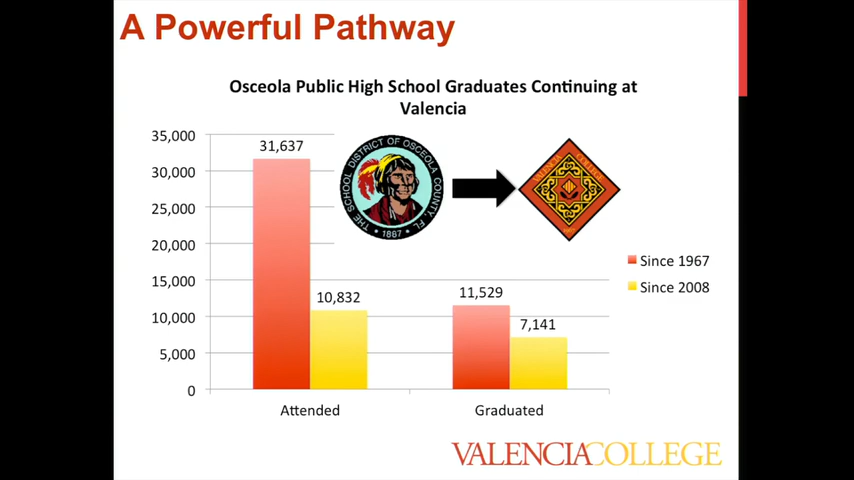 A Powerful Pathway
Osceola Public High School Graduates Continuing at
Valencia
35,000
30,000
25,000
20,000
15,000
10,000
5,000
0
31,637
10,832
11,529
7,141
Attended
Graduated
THE SCHOOL DISTRICT OF OSCEOLA COUNTY, FL
• 1887 •
VALENCIA COLLEGE
1967
Since 1967
Since 2008
VALENCIACOLLEGE